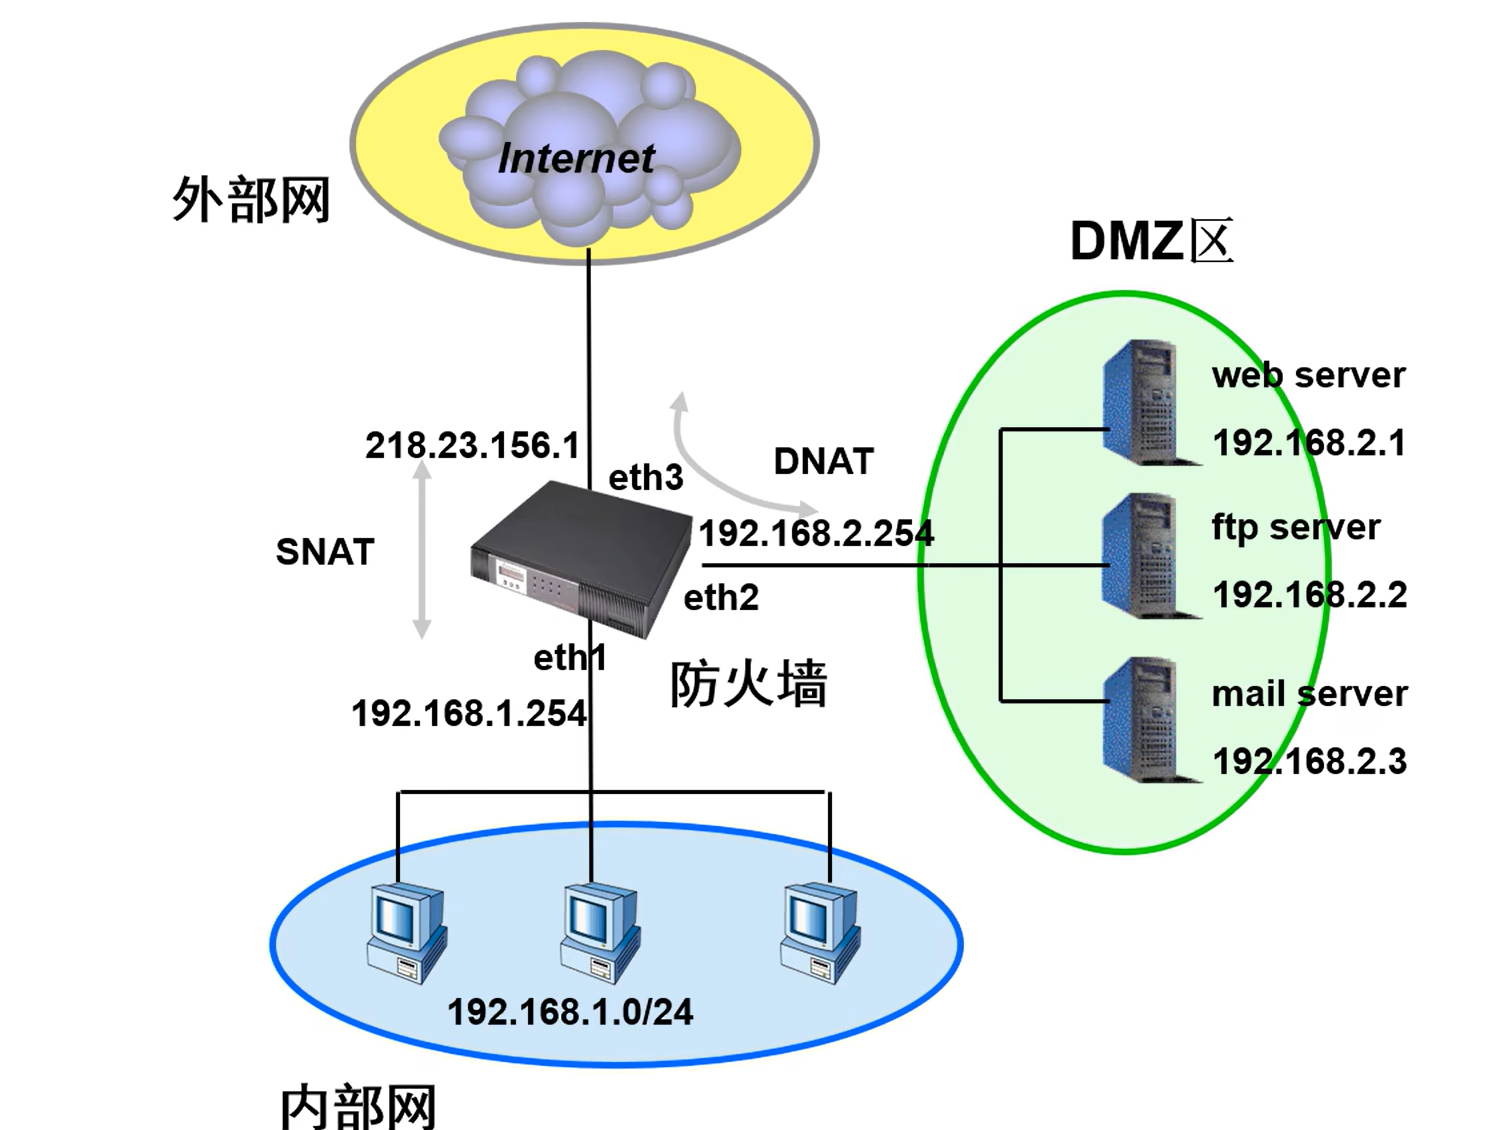 Internet
外部网
DMZ区
web server
192.168.2.1
218.23.156.1
eth3
DNAT
SNAT
192.168.2.254
ftp server
192.168.2.2
eth2
eth1
防火墙
192.168.1.254
mail server
192.168.2.3
192.168.1.0/24
内部网